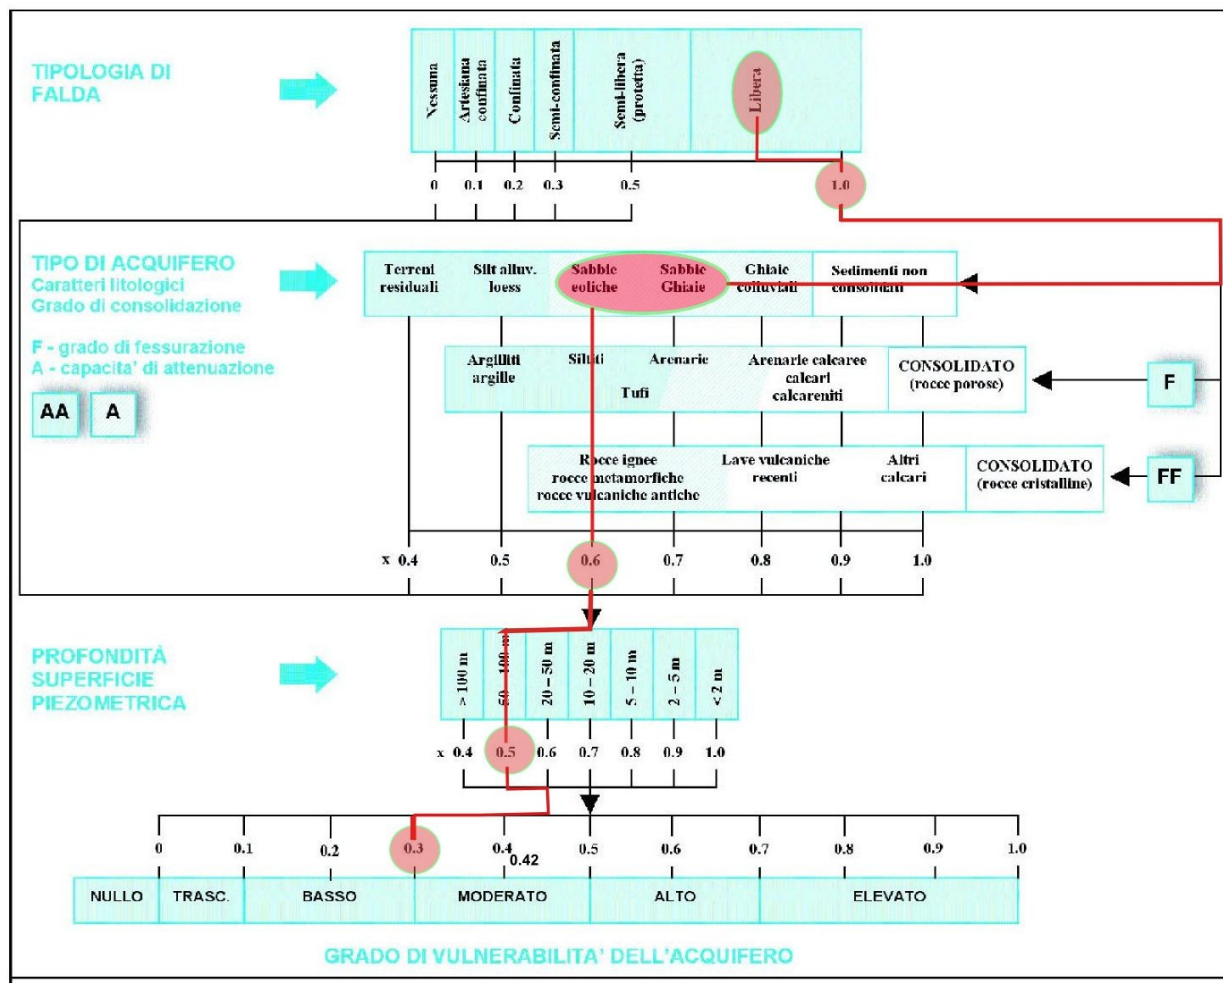 TIPOLOGIA DI
FALDA
Nessuna
Artesiana
confinata
Confinata
Semi-confinata
Semi-libera
(protetta)
Libera
0 0.1 0.2 0.3 0.5 1.0
TIPO DI ACQUIFERO
Caratteri litologici
Grado di consolidazione
F - grado di fessurazione
A - capacita' di attenuazione
AA A
Terreni
residuali
Silt alluv.
loess
Sabbie
eoliche
Sabbie
Ghiaie
Ghiaie
colluviali
Sedimenti non
consolidati
Argilliti
argille
Siltiti
Tufi
Arenarie
Arenarie calcaree
calcari
calcareniti
CONSOLIDATO
(rocce porose)
F
Rocce ignee
rocce metamorfiche
rocce vulcaniche antiche
Lave vulcaniche
recenti
Altri
calcari
CONSOLIDATO
(rocce cristalline)
FF
x 0.4 0.5 0.6 0.7 0.8 0.9 1.0
PROFONDITÀ
SUPERFICIE
PIEZOMETRICA
> 100 m
100 m
20 – 50 m
10 – 20 m
5 – 10 m
2 – 5 m
< 2 m
x 0.4 0.5 0.6 0.7 0.8 0.9 1.0
0 0.1 0.2 0.3 0.4 0.5 0.6 0.7 0.8 0.9 1.0
0.42
NULLO TRASC. BASSO MODERATO ALTO ELEVATO
GRADO DI VULNERABILITA' DELL'ACQUIFERO